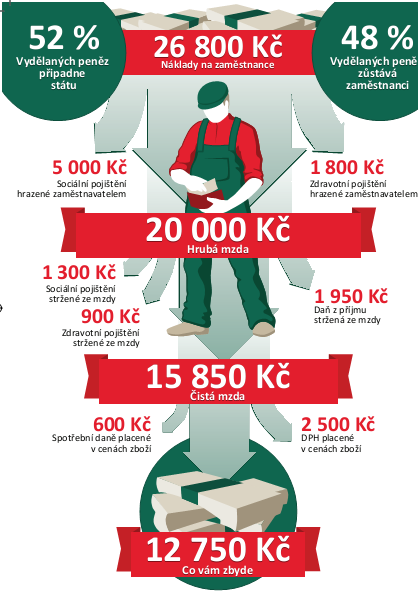 52 %
Vydělaných peněz
připadne
státu
26 800 Kč
Náklady na zaměstnance
48 %
Vydělaných peně
zůstává
zaměstnanci
5 000 Kč
Sociální pojištění
hrazené zaměstnavatelem
1 800 Kč
Zdravotní pojištění
hrazené zaměstnavatelem
20 000 Kč
Hrubá mzda
1 300 Kč
Sociální pojištění
stržené ze mzdy
900 Kč
Zdravotní pojištění
stržené ze mzdy
1 950 Kč
Daň z příjmu
stržená ze mzdy
15 850 Kč
Čistá mzda
600 Kč
Spotřební daně placené
v cenách zboží
2 500 Kč
DPH placené
v cenách zboží
12 750 Kč
Co vám zbyde